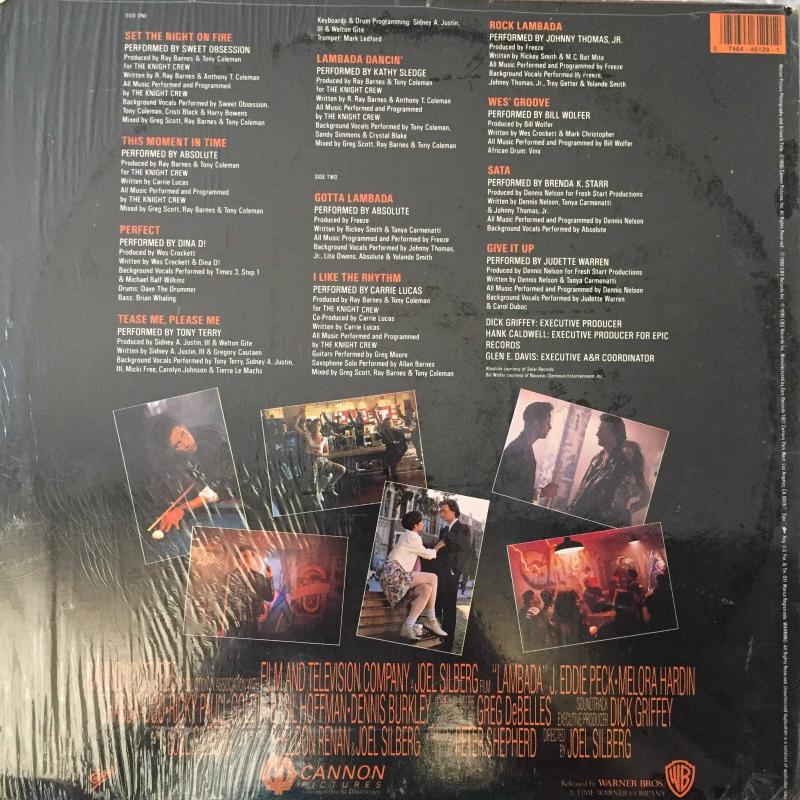 SIDE ONE
SET THE NIGHT ON FIRE
PERFORMED BY SWEET OBSESSION
Produced by Ray Barnes & Tony Coleman
for THE KNIGHT CREW
Written by R. Ray Barnes & Anthony T. Coleman
All Music Performed and Programmed
by THE KNIGHT CREW
Background Vocals Performed by Sweet Obsession,
Tony Coleman, Cristi Black & Harry Bowens
Mixed by Greg Scott, Ray Barnes & Tony Coleman
THIS MOMENT IN TIME
PERFORMED BY ABSOLUTE
Produced by Ray Barnes & Tony Coleman
for THE KNIGHT CREW
Written by Carrie Lucas
All Music Performed and Programmed
by THE KNIGHT CREW
Mixed by Greg Scott, Ray Barnes & Tony Coleman
PERFECT
PERFORMED BY DINA D!
Produced by Wes Crockett
Written by Wes Crockett & Dina D!
Background Vocals Performed by Times 3, Step 1
& Michael Ralf-Wilkins
Drums: Dave The Drummer
Bass: Brian Whaling
TEASE ME, PLEASE ME
PERFORMED BY TONY TERRY
Produced by Sidney A. Justin, III & Welton Gite
Written by Sidney A. Justin, III & Gregory Cautaen
Background Vocals Performed by Tony Terry, Sidney A. Justin,
III, Micki Free, Carolyn Johnson & Tierra Le Machs
Keyboards & Drum Programming: Sidney A. Justin,
III & Welton Gite
Trumpet: Mark Ledford
LAMBADA DANCIN'
PERFORMED BY KATHY SLEDGE
Produced by Ray Barnes & Tony Coleman
for THE KNIGHT CREW
Written by R. Ray Barnes & Anthony T. Coleman
All Music Performed and Programmed
by THE KNIGHT CREW
Background Vocals Performed by Tony Coleman,
Sandy Simmons & Crystal Blake
Mixed by Greg Scott, Ray Barnes & Tony Coleman
SIDE TWO
GOTTA LAMBADA
PERFORMED BY ABSOLUTE
Produced by Freeze
Written by Rickey Smith & Tanya Carmenatti
All Music Programmed and Performed by Freeze
Background Vocals Performed by Johnny Thomas,
Jr., Lita Owens, Absolute & Yolande Smith
I LIKE THE RHYTHM
PERFORMED BY CARRIE LUCAS
Produced by Ray Barnes & Tony Coleman
for THE KNIGHT CREW
Co-Produced by Carrie Lucas
Written by Carrie Lucas
All Music Performed and Programmed
by THE KNIGHT CREW
Guitars Performed by Greg Moore
Saxophone Solo Performed by Allan Barnes
Mixed by Greg Scott, Ray Barnes & Tony Coleman
ROCK LAMBADA
PERFORMED BY JOHNNY THOMAS, JR.
Produced by Freeze
Written by Rickey Smith & M.C. Bat Mite
All Music Performed and Programmed by Freeze
Background Vocals Performed By Freeze,
Johnny Thomas, Jr., Troy Getter & Yolande Smith
WES' GROOVE
PERFORMED BY BILL WOLFER
Produced by Bill Wolfer
Written by Wes Crockett & Mark Christopher
All Music Performed and Programmed by Bill Wolfer
African Drum: Vinx
SATA
PERFORMED BY BRENDA K. STARR
Produced by Dennis Nelson for Fresh Start Productions
Written by Dennis Nelson, Tanya Carmenatti
& Johnny Thomas, Jr.
All Music Performed and Programmed by Dennis Nelson
Background Vocals Performed by Absolute
GIVE IT UP
PERFORMED BY JUDETTE WARREN
Produced by Dennis Nelson for Fresh Start Productions
Written by Dennis Nelson & Tanya Carmenatti
All Music Performed and Programmed by Dennis Nelson
Background Vocals Performed by Judette Warren
& Carol Duboc
DICK GRIFFEY: EXECUTIVE PRODUCER
HANK CALDWELL: EXECUTIVE PRODUCER FOR EPIC
RECORDS
GLEN E. DAVIS: EXECUTIVE A&R COORDINATOR
Absolute courtesy of Solar Records
Bill Wolfer courtesy of Nouveau/Dominion Entertainment, Inc.
0 7464-46129-1
FILM AND TELEVISION COMPANY A JOEL SILBERG FILM "LAMBADA" J. EDDIE PECK • MELORA HARDIN
HOFFMAN • DENNIS BURKLEY GREG DeBELLES SOUNDTRACK EXECUTIVE PRODUCER DICK GRIFFEY
RENAN & JOEL SILBERG PETER SHEPHERD DIRECTED BY JOEL SILBERG
Epic
CANNON
PICTURES
Released by WARNER BROS.
A TIME WARNER COMPANY
WB